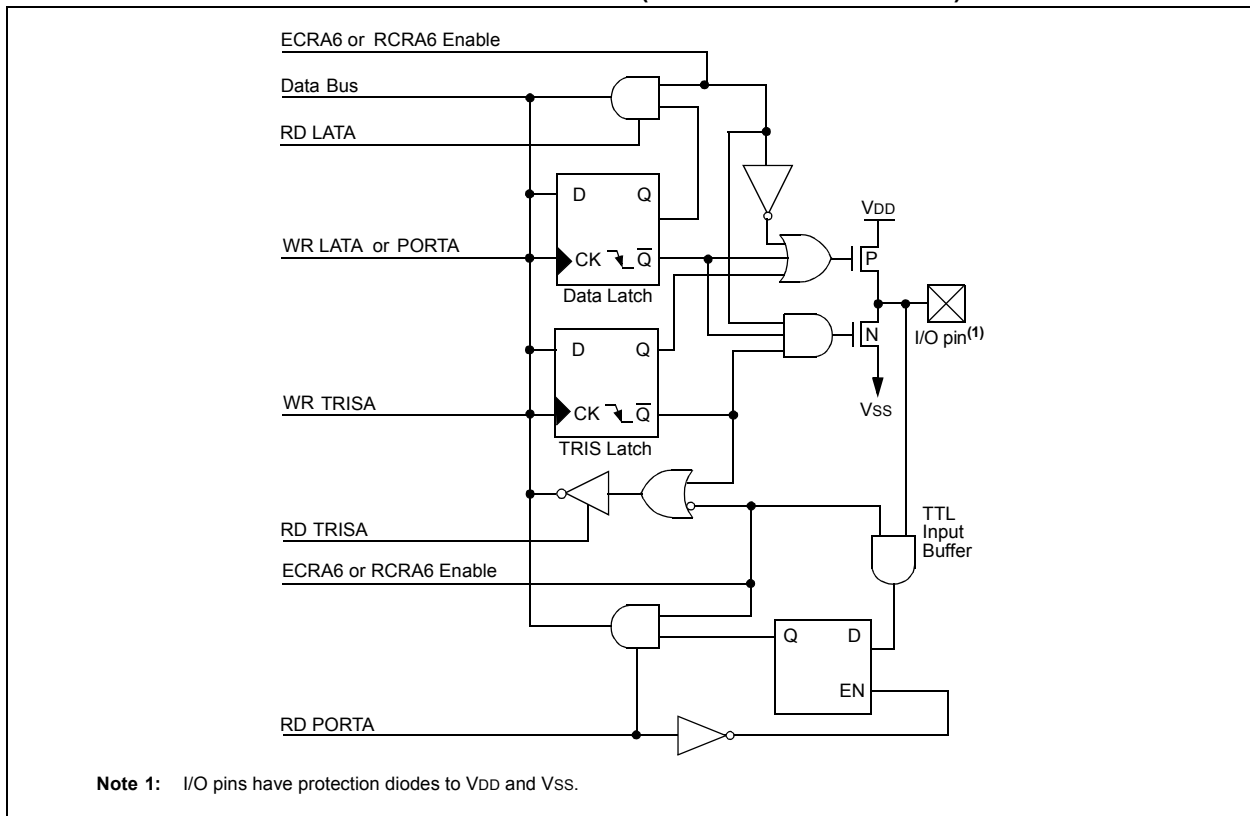 ECRA6 or RCRA6 Enable
Data Bus
RD LATA
D Q
VDD
WR LATA or PORTA
CK Q̅
P
Data Latch
D Q
N
I/O pin(1)
WR TRISA
CK Q̅
VSS
TRIS Latch
TTL
Input
Buffer
RD TRISA
ECRA6 or RCRA6 Enable
Q D
EN
RD PORTA
Note 1: I/O pins have protection diodes to VDD and VSS.